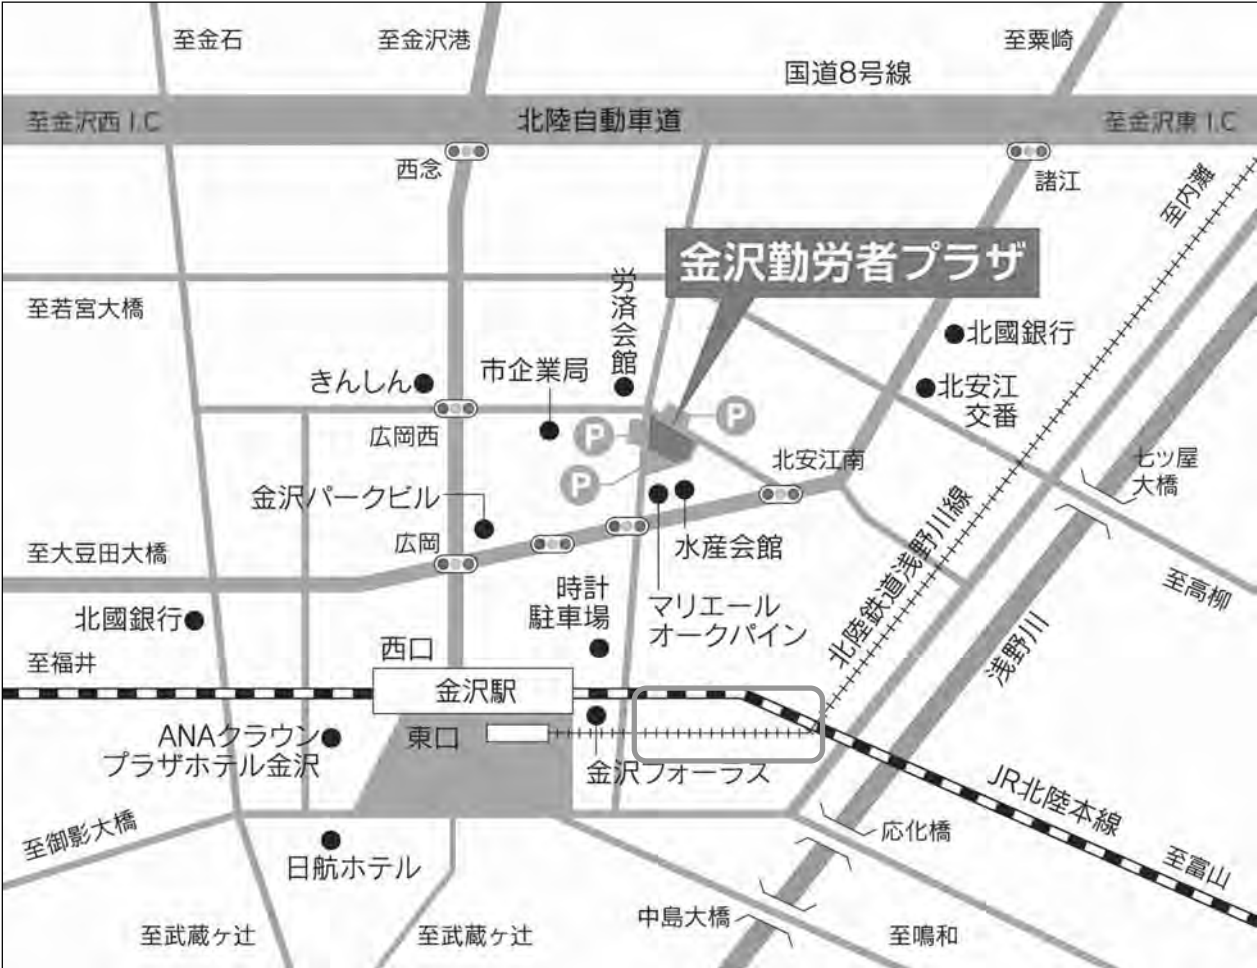 至金石
至金沢港
至粟崎
国道8号線
至金沢西 I.C
北陸自動車道
至金沢東 I.C
西念
諸江
至内灘
金沢勤労者プラザ
至若宮大橋
労済会館
北國銀行
市企業局
きんしん
北安江
交番
P
広岡西
P
北安江南
七ツ屋
大橋
P
金沢パークビル
広岡
水産会館
北陸鉄道浅野川線
至大豆田大橋
時計
駐車場
マリエール
オークパイン
至高柳
北國銀行
西口
浅野川
至福井
金沢駅
ANAクラウン
プラザホテル金沢
東口
金沢フォーラス
JR北陸本線
至御影大橋
応化橋
日航ホテル
至富山
中島大橋
至武蔵ヶ辻
至武蔵ヶ辻
至鳴和